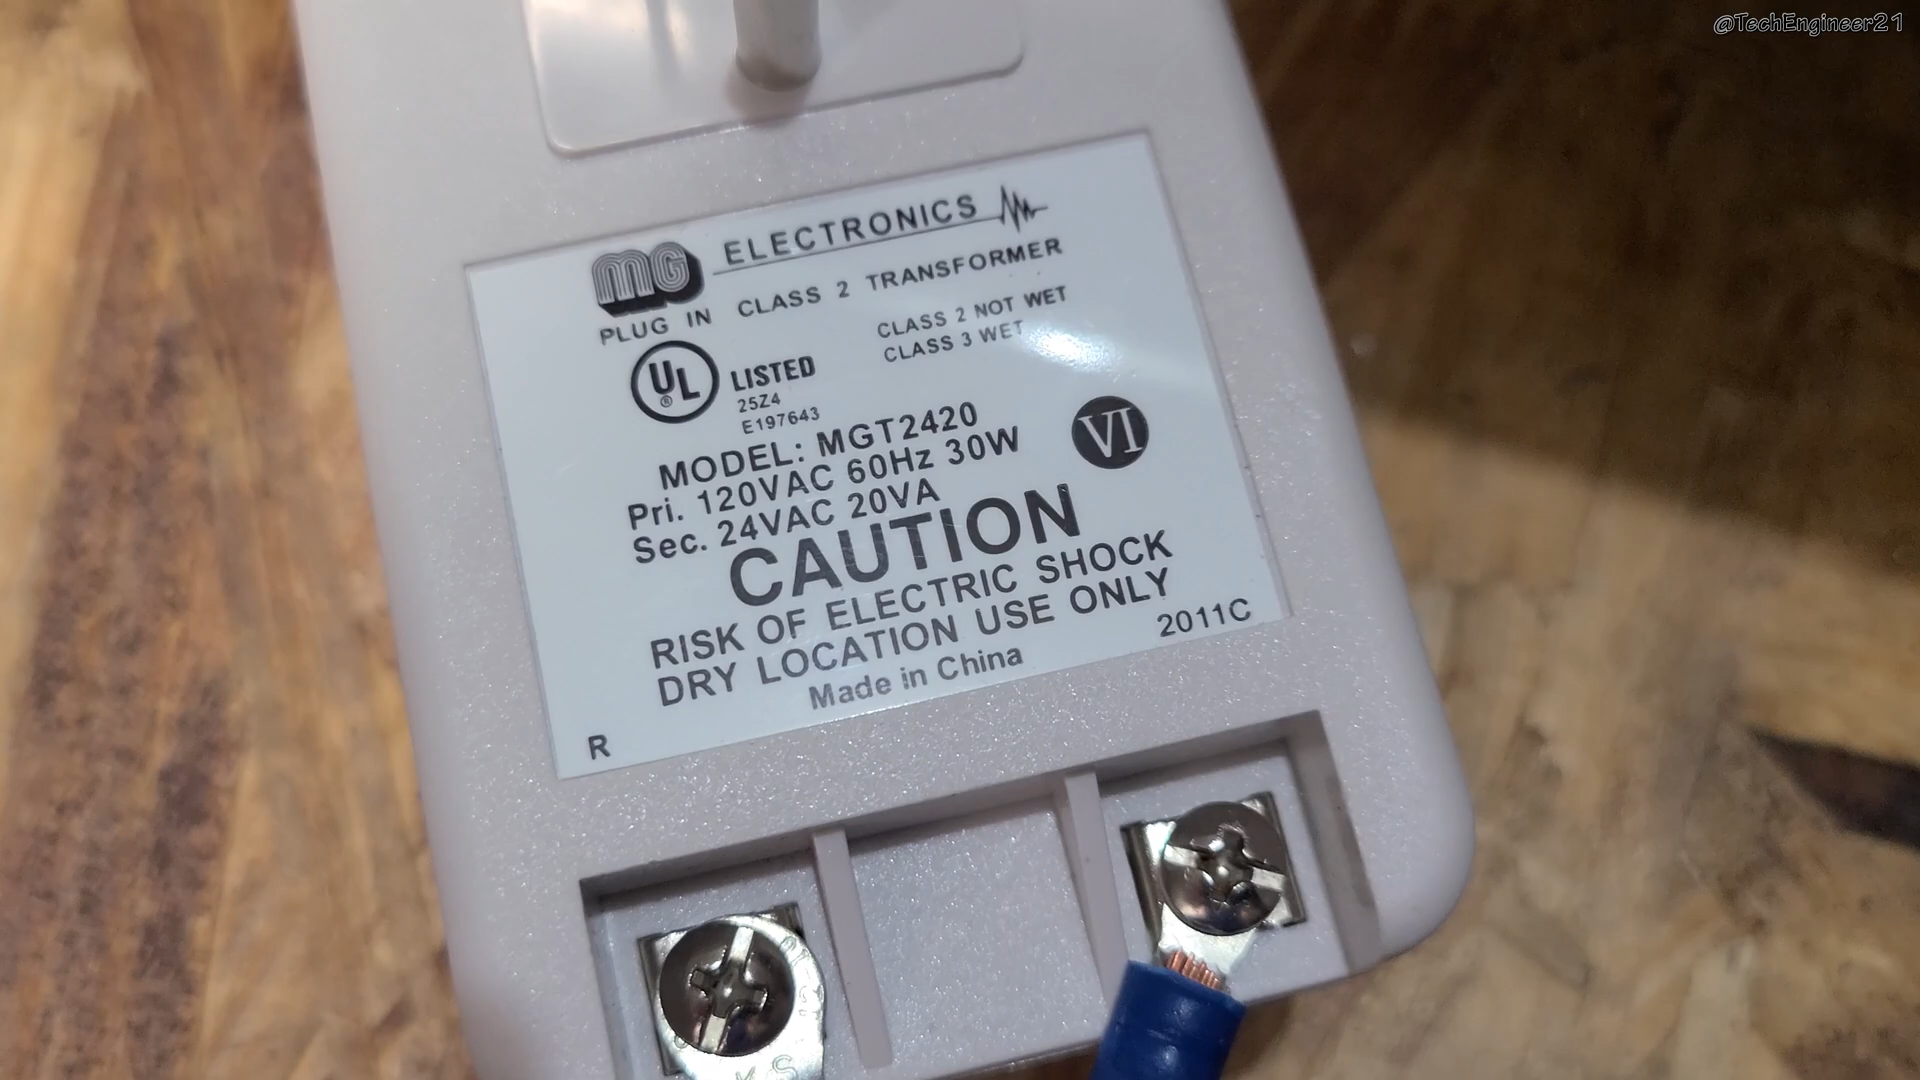 @TechEngineer21
MG ELECTRONICS
PLUG IN CLASS 2 TRANSFORMER
CLASS 2 NOT WET
CLASS 3 WET
UL® LISTED
25Z4
E197643
MODEL: MGT2420
Pri. 120VAC 60Hz 30W
Sec. 24VAC 20VA
VI
CAUTION
RISK OF ELECTRIC SHOCK
DRY LOCATION USE ONLY
Made in China
2011C
R